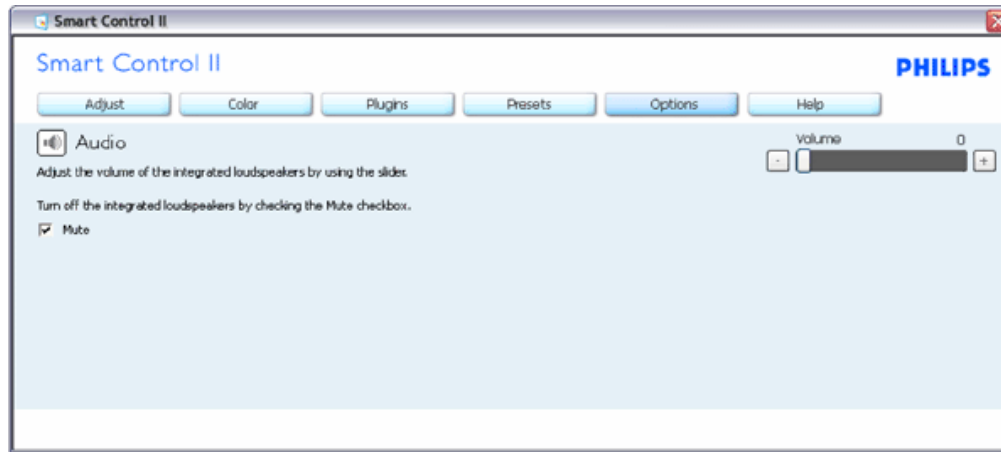 Smart Control II
Smart Control II
PHILIPS
Adjust Color Plugins Presets Options Help
Audio
Volume 0
- +
Adjust the volume of the integrated loudspeakers by using the slider.
Turn off the integrated loudspeakers by checking the Mute checkbox.
Mute